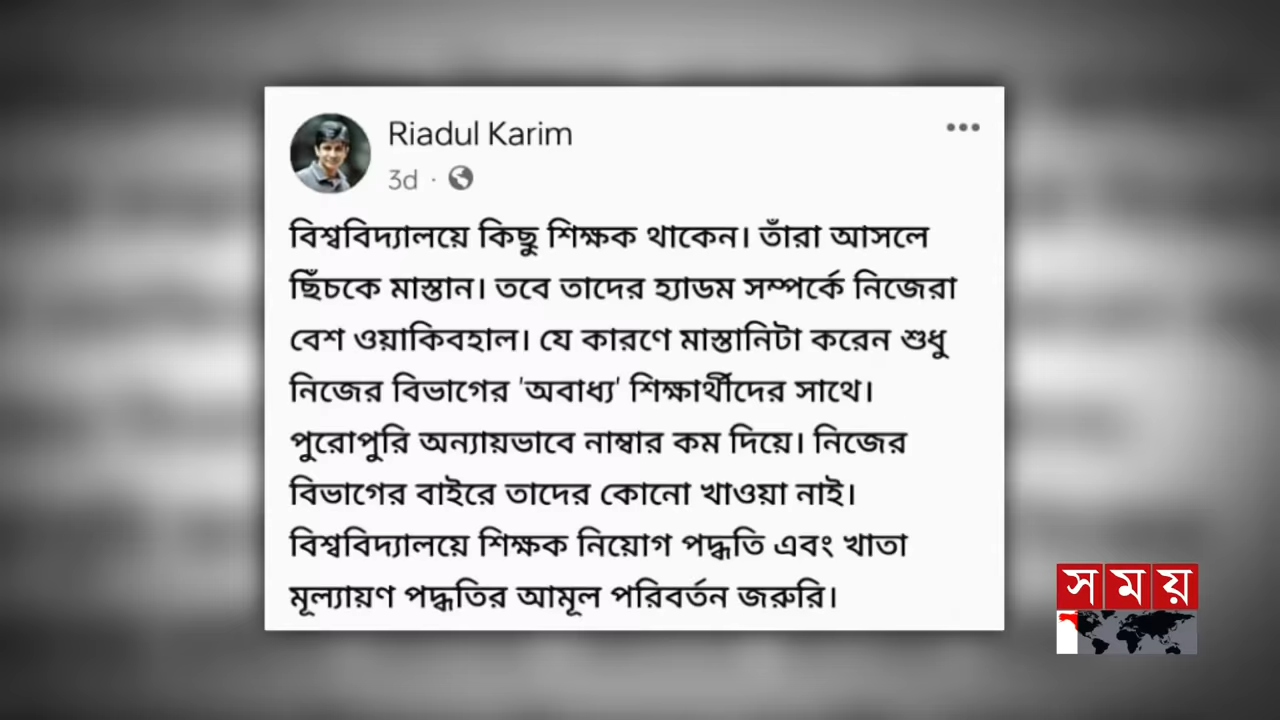 Riadul Karim
3d ·
বিশ্ববিদ্যালয়ে কিছু শিক্ষক থাকেন। তাঁরা আসলে
ছিঁচকে মাস্তান। তবে তাদের হ্যাডম সম্পর্কে নিজেরা
বেশ ওয়াকিবহাল। যে কারণে মাস্তানিটা করেন শুধু
নিজের বিভাগের 'অবাধ্য' শিক্ষার্থীদের সাথে।
পুরোপুরি অন্যায়ভাবে নাম্বার কম দিয়ে। নিজের
বিভাগের বাইরে তাদের কোনো খাওয়া নাই।
বিশ্ববিদ্যালয়ে শিক্ষক নিয়োগ পদ্ধতি এবং খাতা
মূল্যায়ণ পদ্ধতির আমূল পরিবর্তন জরুরি।
সময়